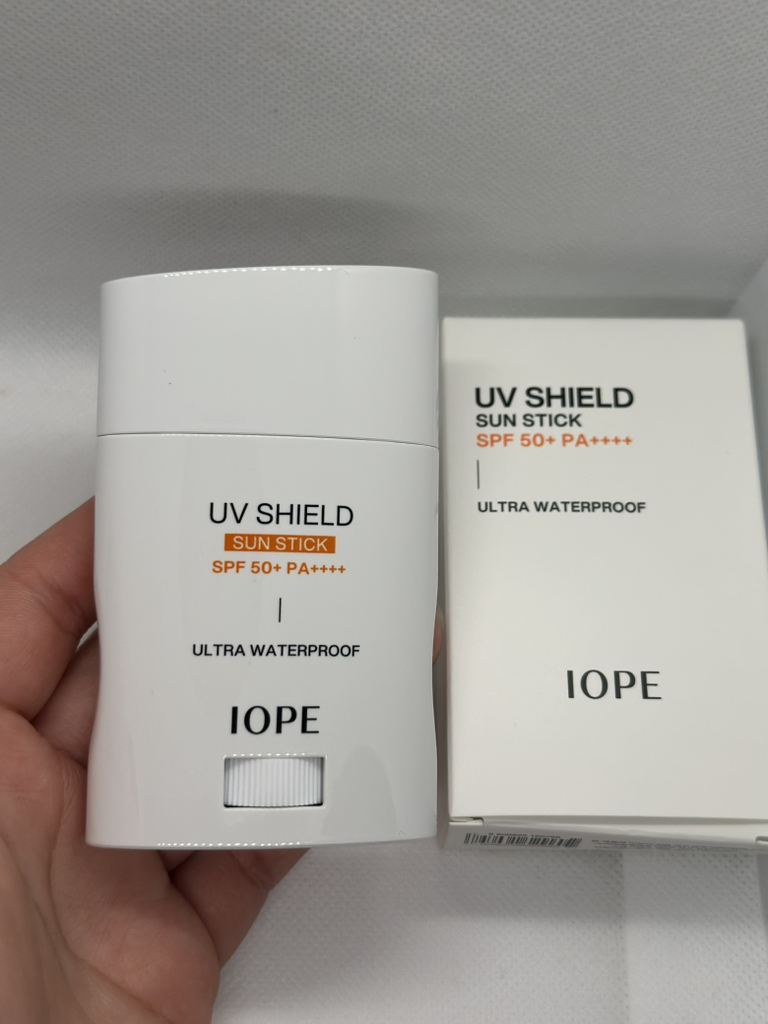 UV SHIELD
SUN STICK
SPF 50+ PA++++
ULTRA WATERPROOF
IOPE
UV SHIELD
SUN STICK
SPF 50+ PA++++
ULTRA WATERPROOF
IOPE